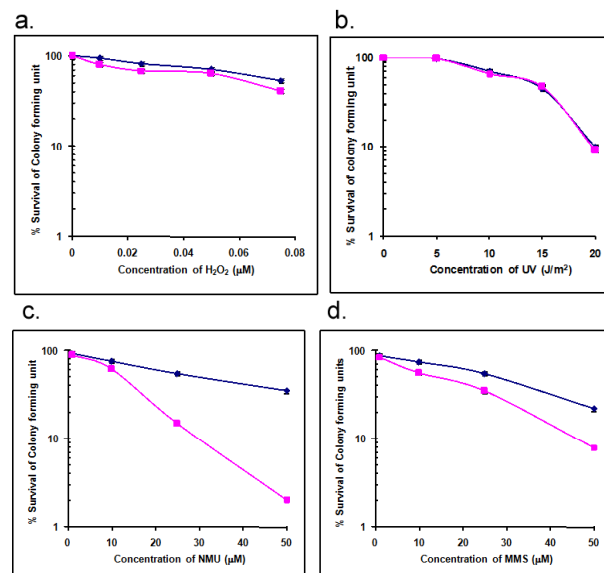 a.
% Survival of Colony forming unit
100
10
1
0
0.02
0.04
0.06
0.08
Concentration of H₂O₂ (µM)
b.
% Survival of colony forming unit
100
10
1
0
5
10
15
20
Concentration of UV (J/m²)
c.
% Survival of Colony forming unit
100
10
1
0
10
20
30
40
50
Concentration of NMU (µM)
d.
% Survival of Colony forming units
100
10
1
0
10
20
30
40
50
Concentration of MMS (µM)